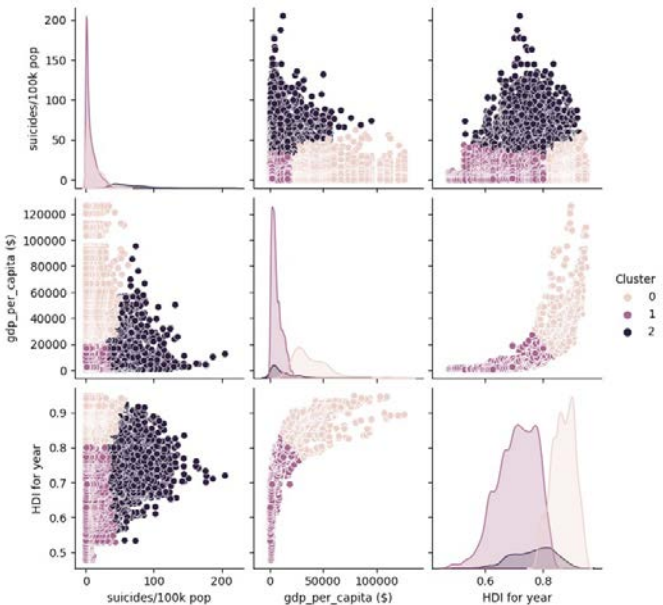 suicides/100k pop
200
150
100
50
0
gdp_per_capita ($)
120000
100000
80000
60000
40000
20000
0
Cluster
0
1
2
HDI for year
0.9
0.8
0.7
0.6
0.5
0 100 200
suicides/100k pop
0 50000 100000
gdp_per_capita ($)
0.6 0.8
HDI for year